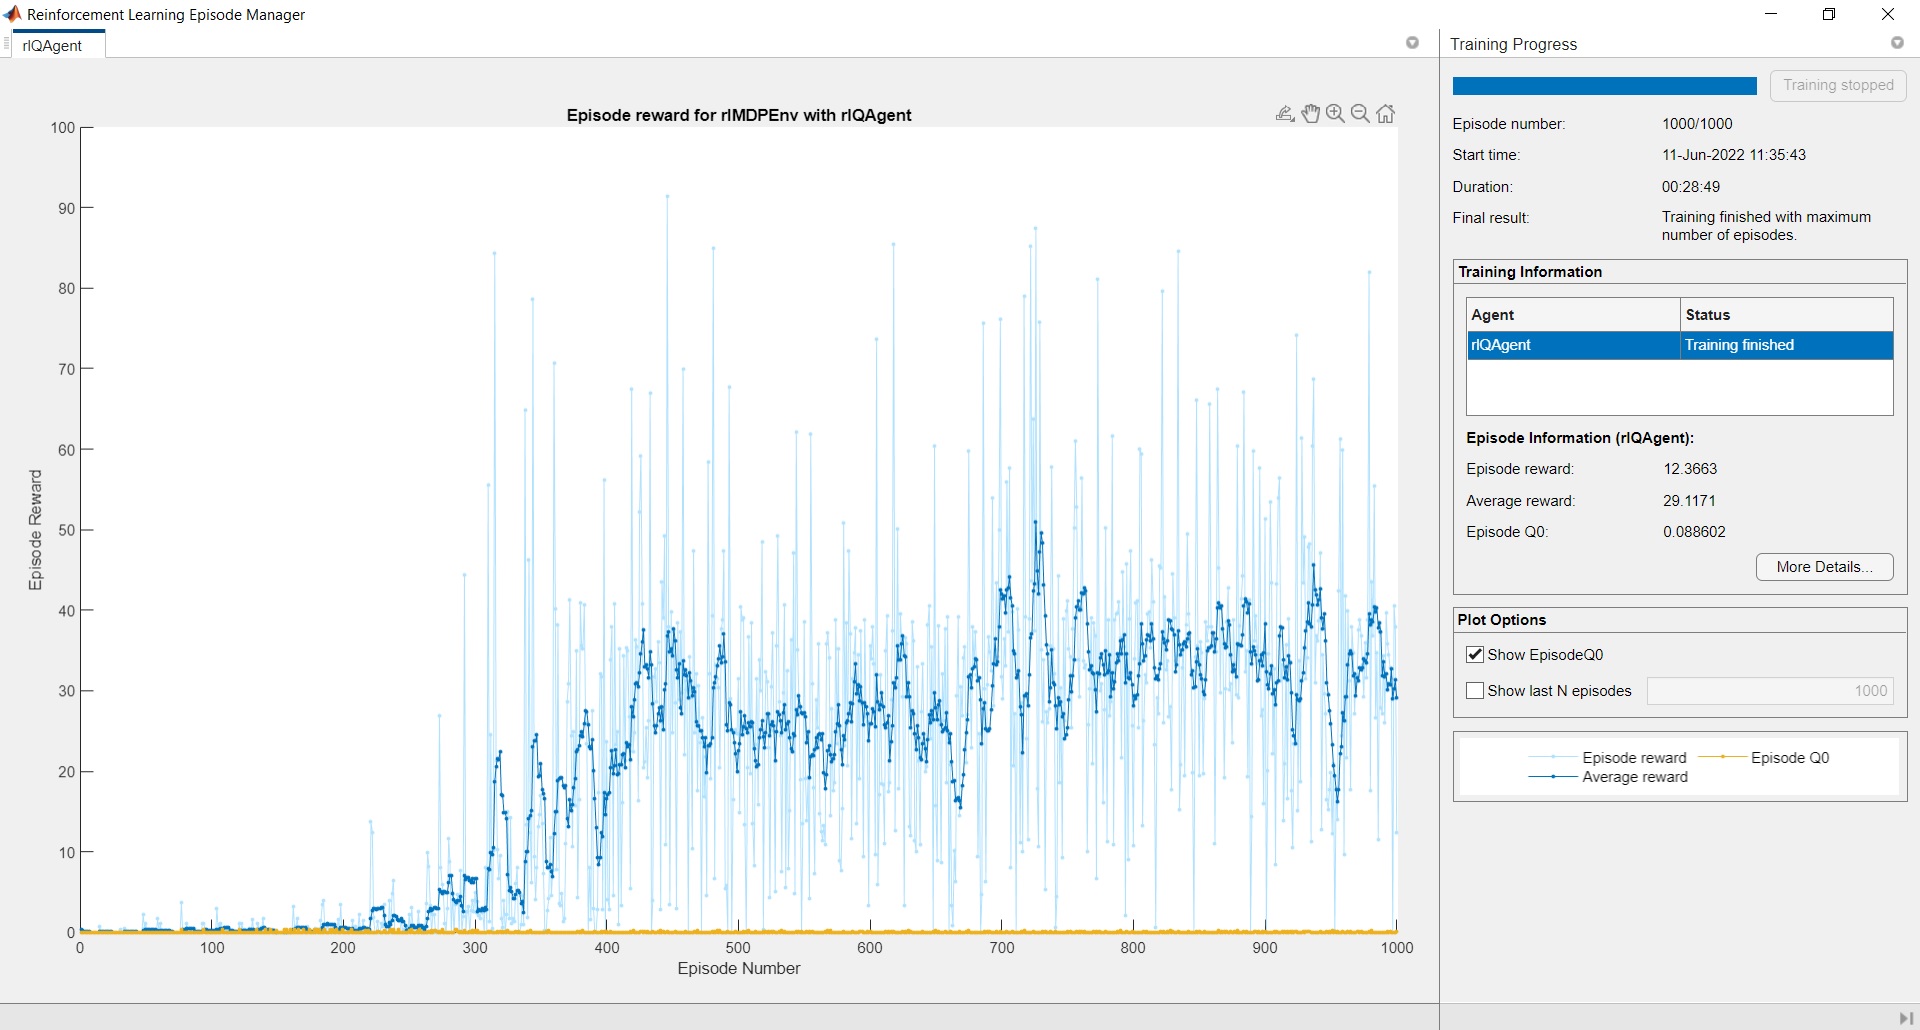 Reinforcement Learning Episode Manager
rlQAgent
Episode reward for rlMDPEnv with rlQAgent
100
90
80
70
60
50
40
30
20
10
0
Episode Reward
0 100 200 300 400 500 600 700 800 900 1000
Episode Number
Training Progress
Training stopped
Episode number: 1000/1000
Start time: 11-Jun-2022 11:35:43
Duration: 00:28:49
Final result: Training finished with maximum
number of episodes.
Training Information
Agent Status
rlQAgent Training finished
Episode Information (rlQAgent):
Episode reward: 12.3663
Average reward: 29.1171
Episode Q0: 0.088602
More Details...
Plot Options
Show EpisodeQ0
Show last N episodes 1000
Episode reward Episode Q0
Average reward